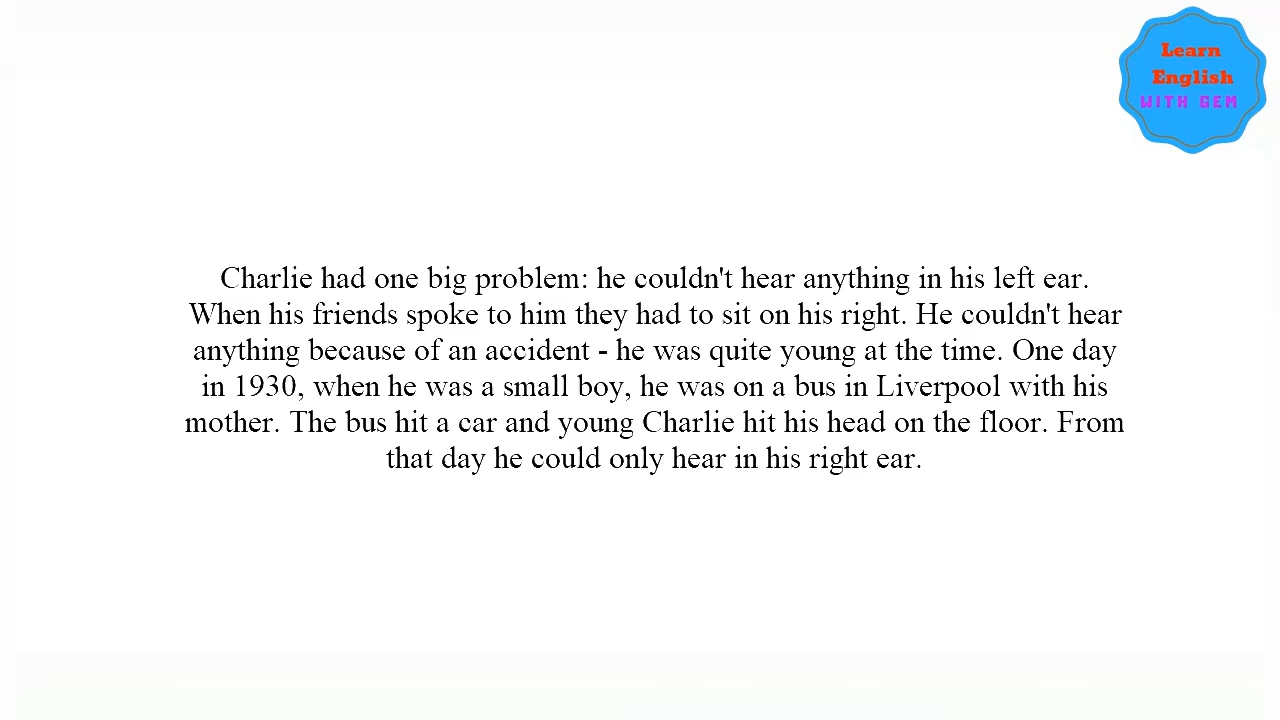 Learn
English
WITH GEM
Charlie had one big problem: he couldn't hear anything in his left ear.
When his friends spoke to him they had to sit on his right. He couldn't hear
anything because of an accident - he was quite young at the time. One day
in 1930, when he was a small boy, he was on a bus in Liverpool with his
mother. The bus hit a car and young Charlie hit his head on the floor. From
that day he could only hear in his right ear.